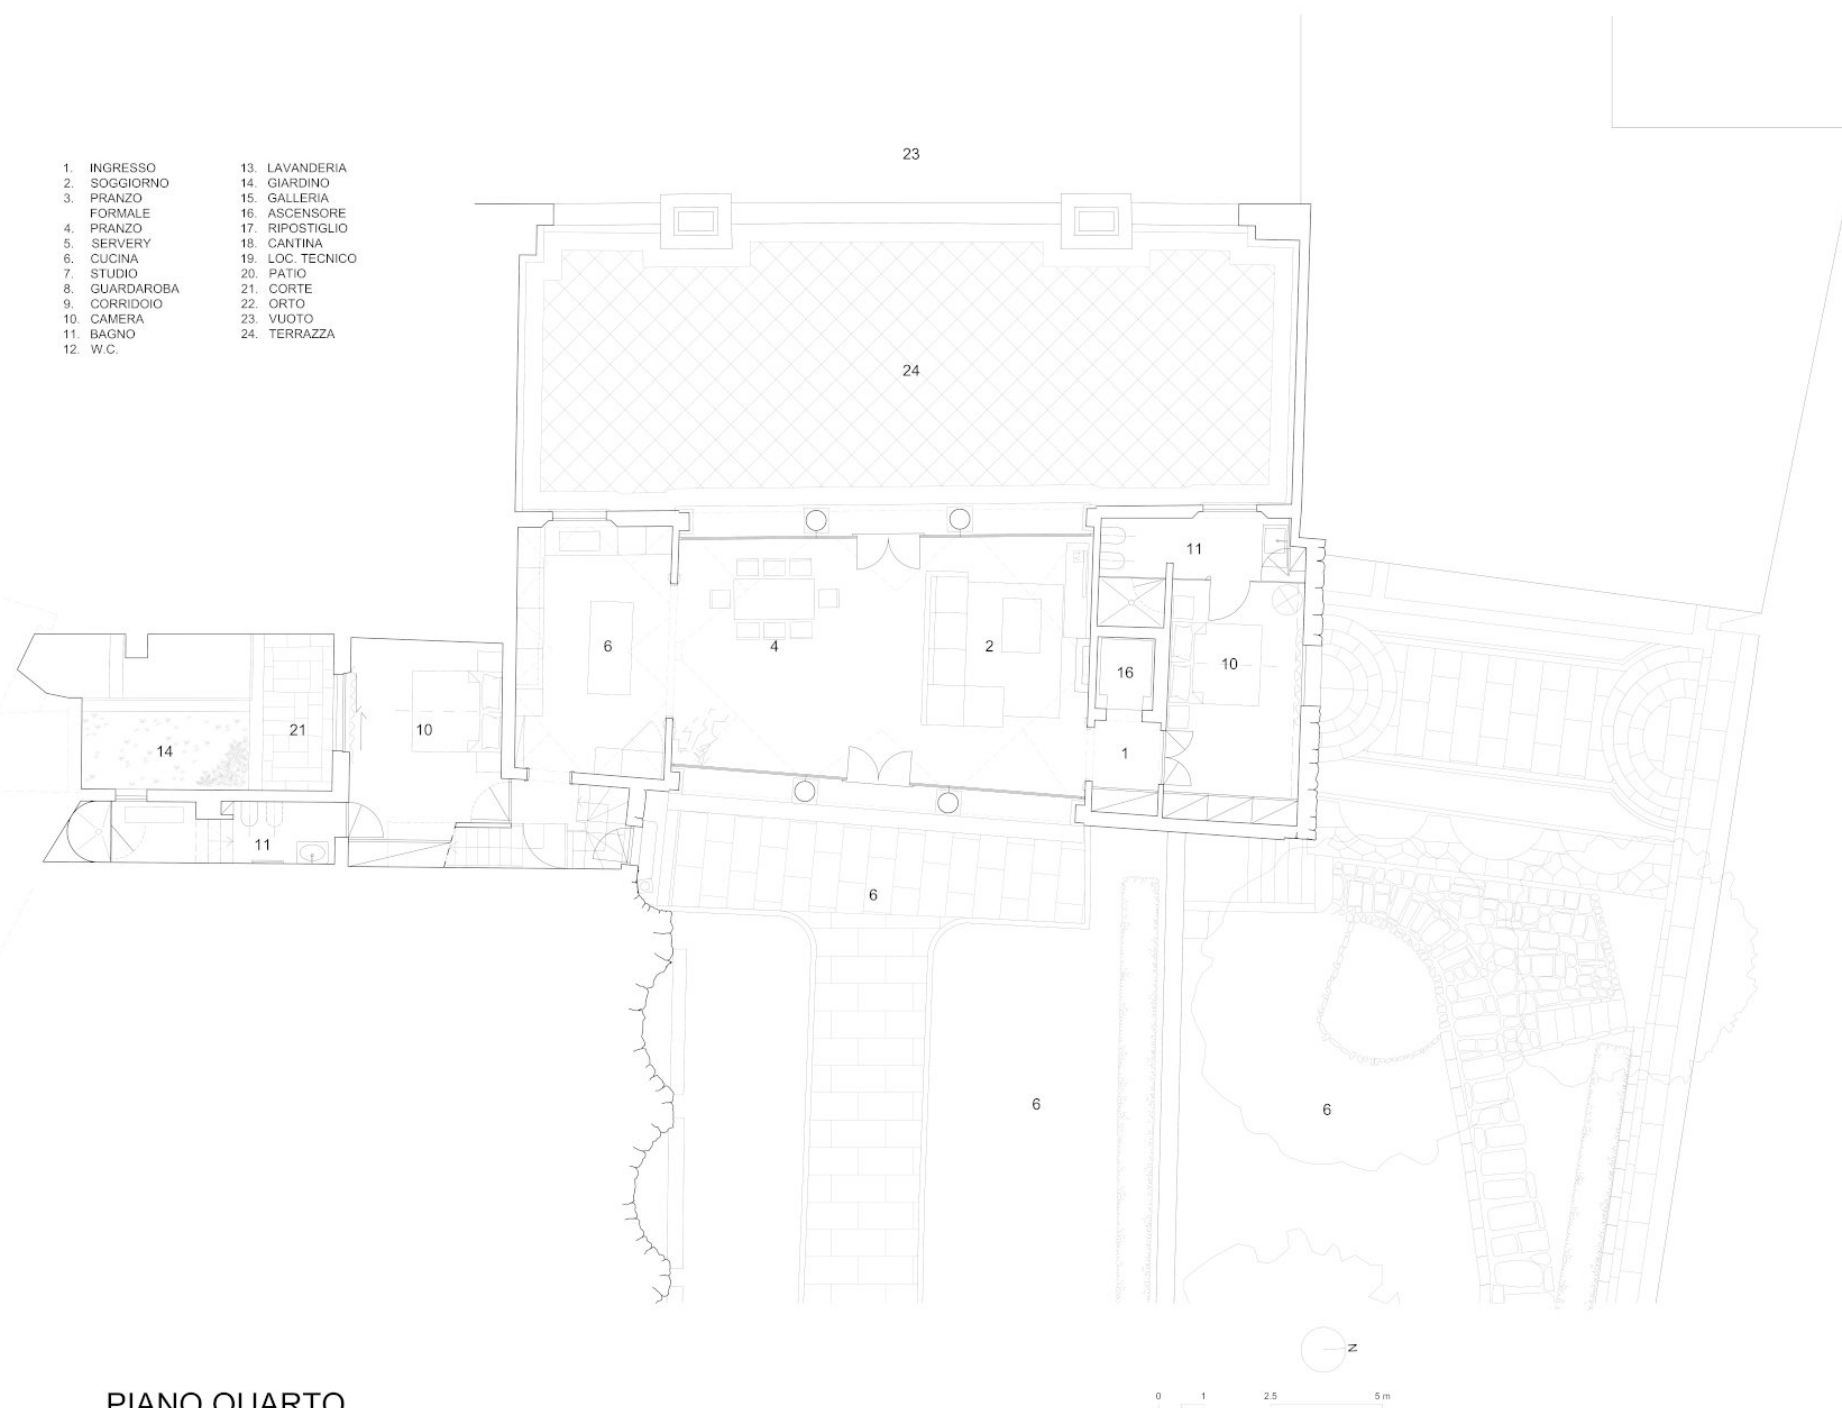 1. INGRESSO
2. SOGGIORNO
3. PRANZO
FORMALE
4. PRANZO
5. SERVERY
6. CUCINA
7. STUDIO
8. GUARDAROBA
9. CORRIDOIO
10. CAMERA
11. BAGNO
12. W.C.
13. LAVANDERIA
14. GIARDINO
15. GALLERIA
16. ASCENSORE
17. RIPOSTIGLIO
18. CANTINA
19. LOC. TECNICO
20. PATIO
21. CORTE
22. ORTO
23. VUOTO
24. TERRAZZA
23
24
11
6
4
2
10
16
21
10
14
1
11
6
6
6
N
0 1 2.5 5 m
PIANO QUARTO